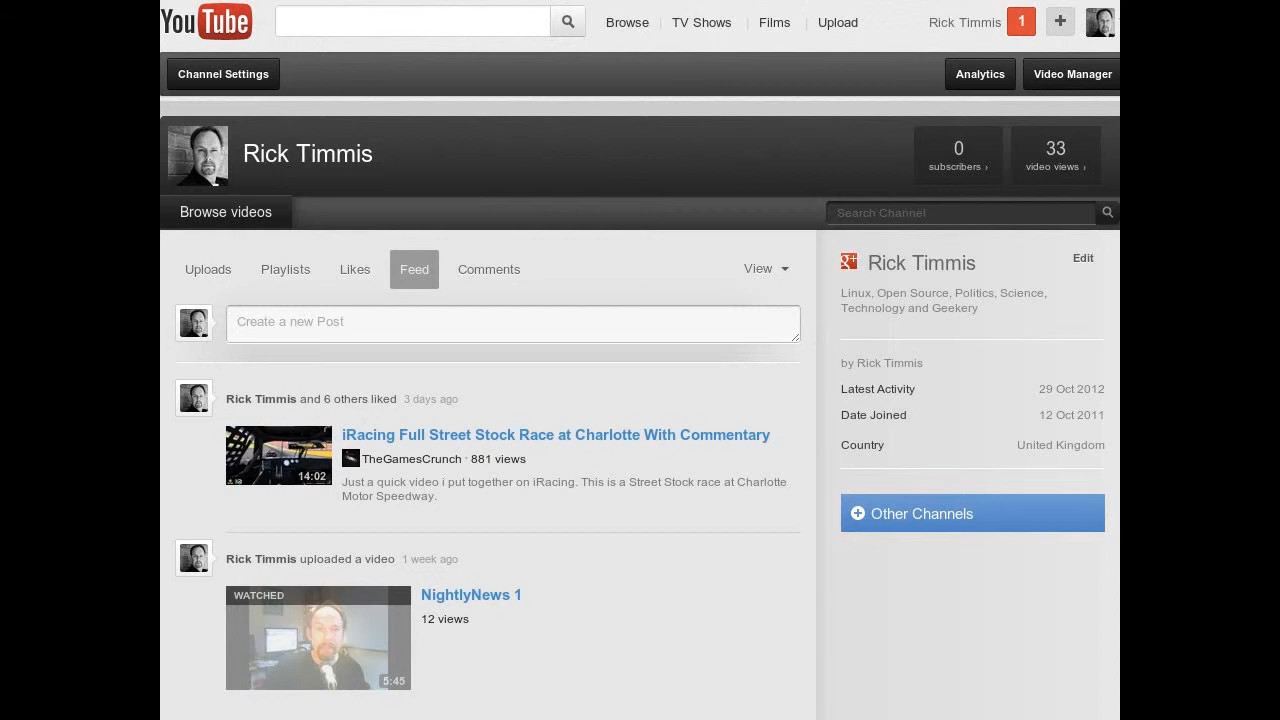 YouTube
Browse
TV Shows
Films
Upload
Rick Timmis
1
Channel Settings
Analytics
Video Manager
Rick Timmis
0
subscribers ›
33
video views ›
Browse videos
Search Channel
Uploads
Playlists
Likes
Feed
Comments
View
Create a new Post
Rick Timmis and 6 others liked 3 days ago
14:02
iRacing Full Street Stock Race at Charlotte With Commentary
TheGamesCrunch · 881 views
Just a quick video i put together on iRacing. This is a Street Stock race at Charlotte
Motor Speedway.
Rick Timmis uploaded a video 1 week ago
WATCHED
5:45
NightlyNews 1
12 views
g+ Rick Timmis
Edit
Linux, Open Source, Politics, Science,
Technology and Geekery
by Rick Timmis
Latest Activity 29 Oct 2012
Date Joined 12 Oct 2011
Country United Kingdom
Other Channels